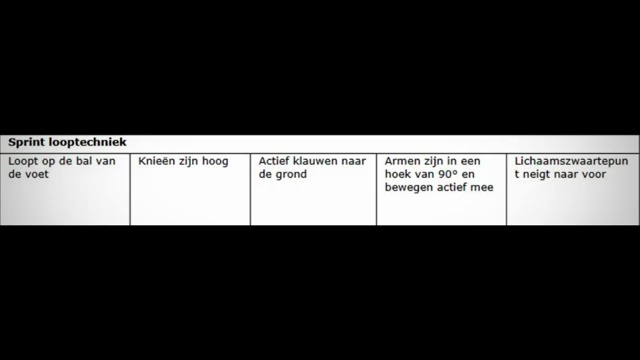 Sprint looptechniek
Loopt op de bal van
de voet
Knieën zijn hoog
Actief klauwen naar
de grond
Armen zijn in een
hoek van 90° en
bewegen actief mee
Lichaamszwaartepun
t neigt naar voor